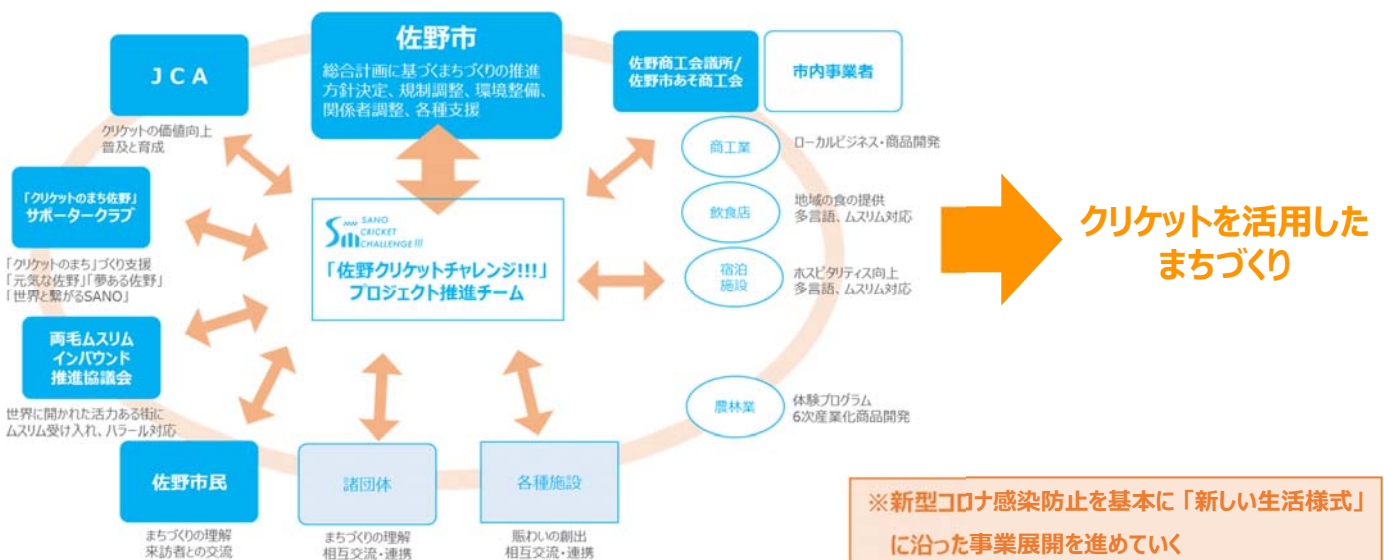 佐野市
総合計画に基づくまちづくりの推進
方針決定、規制調整、環境整備、
関係者調整、各種支援
JCA
クリケットの価値向上
普及と育成
佐野商工会議所/
佐野市あそ商工会
市内事業者
商工業
ローカルビジネス・商品開発
飲食店
地域の食の提供
多言語、ムスリム対応
宿泊
施設
ホスピタリティス向上
多言語、ムスリム対応
農林業
体験プログラム
6次産業化商品開発
「クリケットのまち佐野」
サポータークラブ
「クリケットのまち」づくり支援
「元気な佐野」「夢ある佐野」
「世界と繋がるSANO」
SANO
CRICKET
CHALLENGE!!!
「佐野クリケットチャレンジ!!!」
プロジェクト推進チーム
両毛ムスリム
インバウンド
推進協議会
世界に開かれた活力ある街に
ムスリム受け入れ、ハラール対応
佐野市民
まちづくりの理解
来訪者との交流
諸団体
まちづくりの理解
相互交流・連携
各種施設
賑わいの創出
相互交流・連携
クリケットを活用した
まちづくり
※新型コロナ感染防止を基本に「新しい生活様式」
に沿った事業展開を進めていく